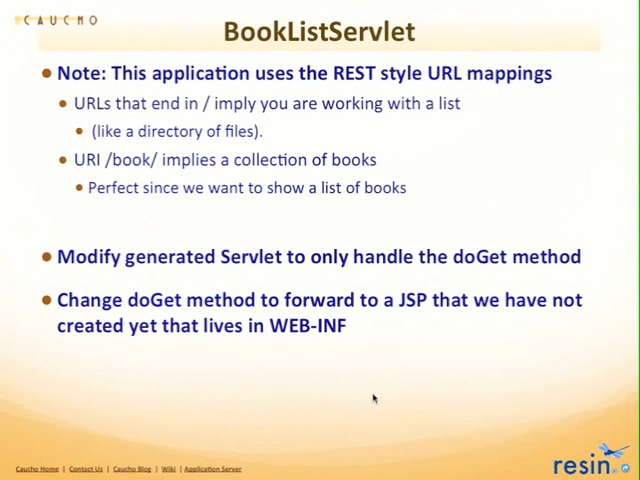 CAUCHO
BookListServlet
Note: This application uses the REST style URL mappings
URLs that end in / imply you are working with a list
(like a directory of files).
URI /book/ implies a collection of books
Perfect since we want to show a list of books
Modify generated Servlet to only handle the doGet method
Change doGet method to forward to a JSP that we have not
created yet that lives in WEB-INF
Caucho Home | Contact Us | Caucho Blog | Wiki | Application Server
resin